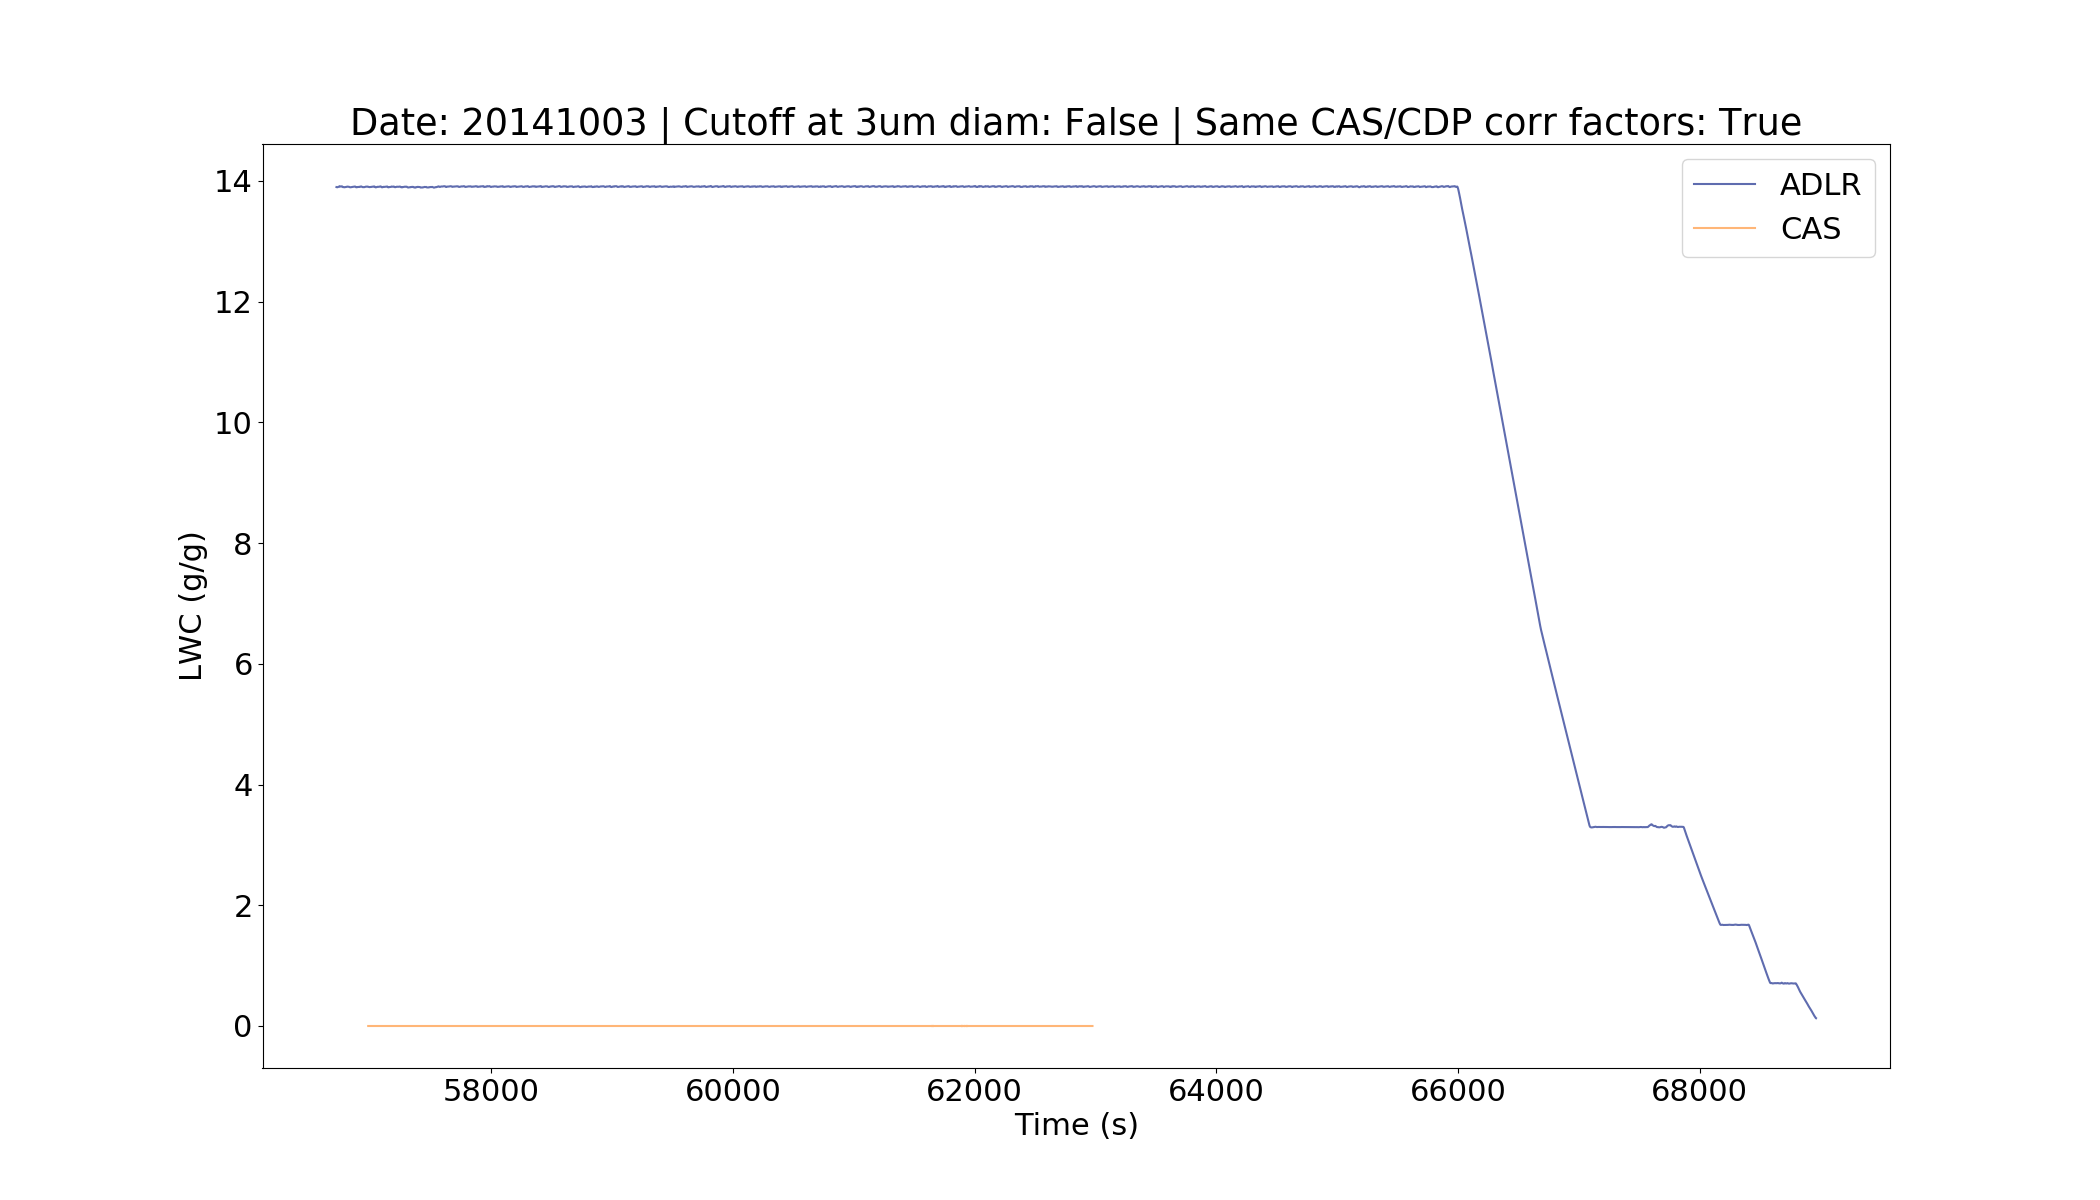 Date: 20141003 | Cutoff at 3um diam: False | Same CAS/CDP corr factors: True
ADLR
CAS
14
12
10
8
6
4
2
0
LWC (g/g)
58000 60000 62000 64000 66000 68000
Time (s)